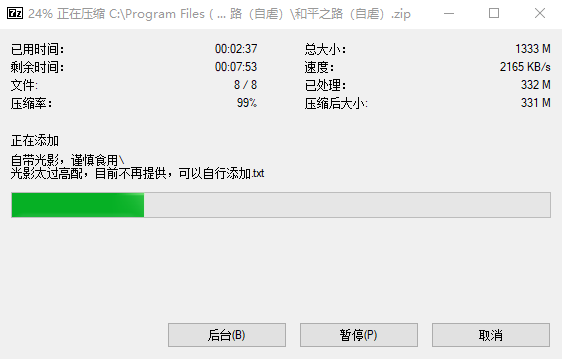 7z 24% 正在压缩 C:\Program Files ( ... 路（自虐）\和平之路（自虐）.zip
已用时间： 00:02:37 总大小： 1333 M
剩余时间： 00:07:53 速度： 2165 KB/s
文件: 8 / 8 已处理： 332 M
压缩率： 99% 压缩后大小: 331 M
正在添加
自带光影，谨慎食用\
光影太过高配，目前不再提供，可以自行添加.txt
后台(B) 暂停(P) 取消